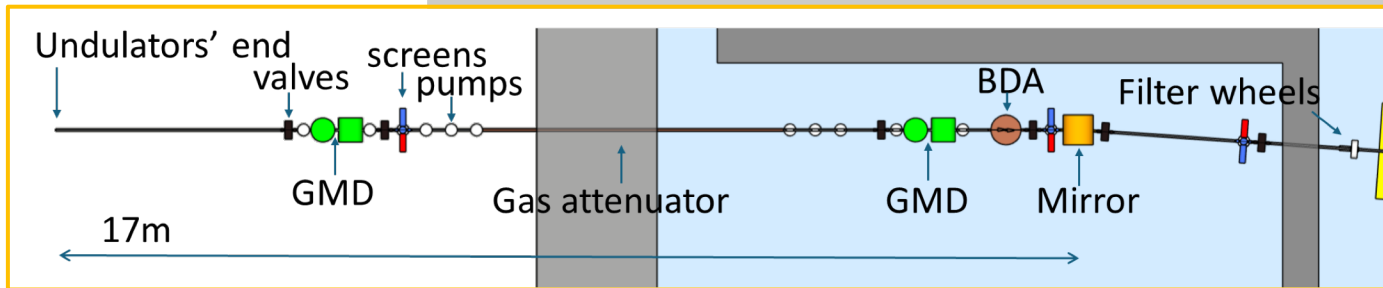 Undulators' end
valves
screens
pumps
BDA
Filter wheels
GMD
Gas attenuator
GMD
Mirror
17m